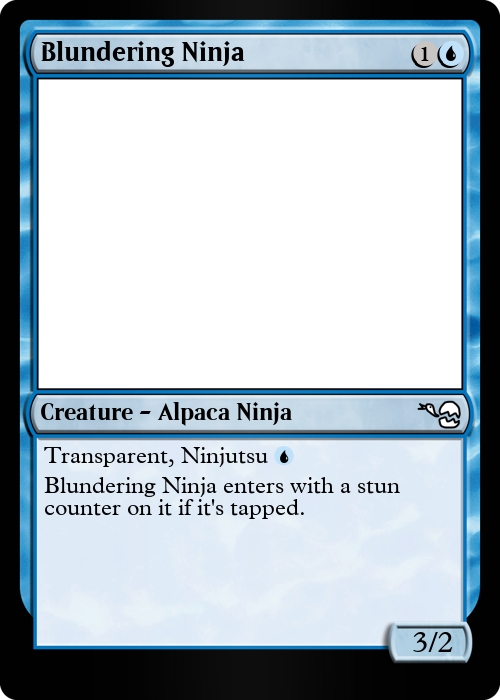 Blundering Ninja 1
Creature – Alpaca Ninja
Transparent, Ninjutsu
Blundering Ninja enters with a stun
counter on it if it's tapped.
3/2